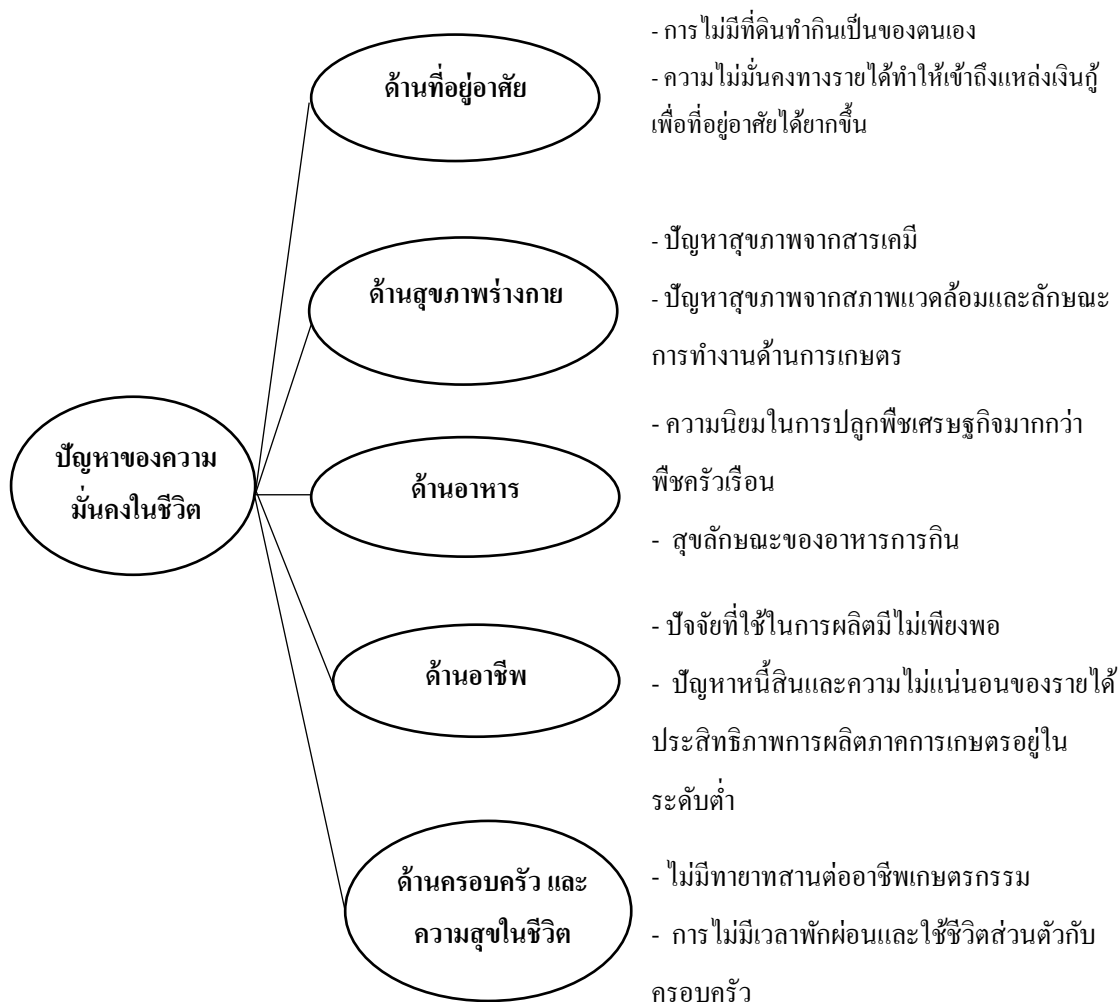 ด้านที่อยู่อาศัย
- การไม่มีที่ดินทำกินเป็นของตนเอง
- ความไม่มั่นคงทางรายได้ทำให้เข้าถึงแหล่งเงินกู้
เพื่อที่อยู่อาศัยได้ยากขึ้น
ด้านสุขภาพร่างกาย
- ปัญหาสุขภาพจากสารเคมี
- ปัญหาสุขภาพจากสภาพแวดล้อมและลักษณะ
การทำงานด้านการเกษตร
ปัญหาของความ
มั่นคงในชีวิต
ด้านอาหาร
- ความนิยมในการปลูกพืชเศรษฐกิจมากกว่า
พืชครัวเรือน
- สุขลักษณะของอาหารการกิน
ด้านอาชีพ
- ปัจจัยที่ใช้ในการผลิตมีไม่เพียงพอ
- ปัญหาหนี้สินและความไม่แน่นอนของรายได้
ประสิทธิภาพการผลิตภาคการเกษตรอยู่ใน
ระดับต่ำ
ด้านครอบครัว และ
ความสุขในชีวิต
- ไม่มีทายาทสานต่ออาชีพเกษตรกรรม
- การไม่มีเวลาพักผ่อนและใช้ชีวิตส่วนตัวกับ
ครอบครัว